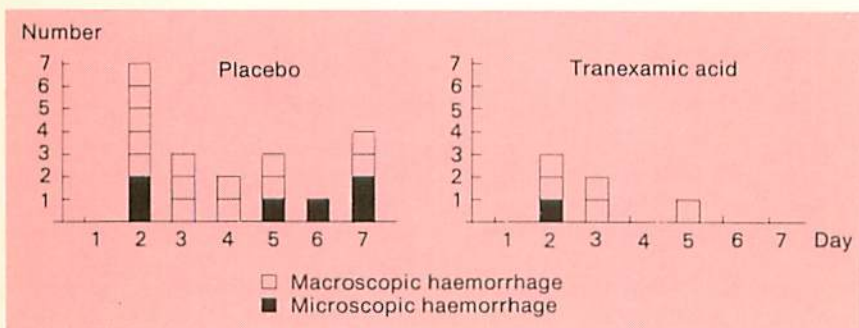 Number
Placebo
7
6
5
4
3
2
1
1 2 3 4 5 6 7
Tranexamic acid
7
6
5
4
3
2
1
1 2 3 4 5 6 7 Day
Macroscopic haemorrhage
Microscopic haemorrhage